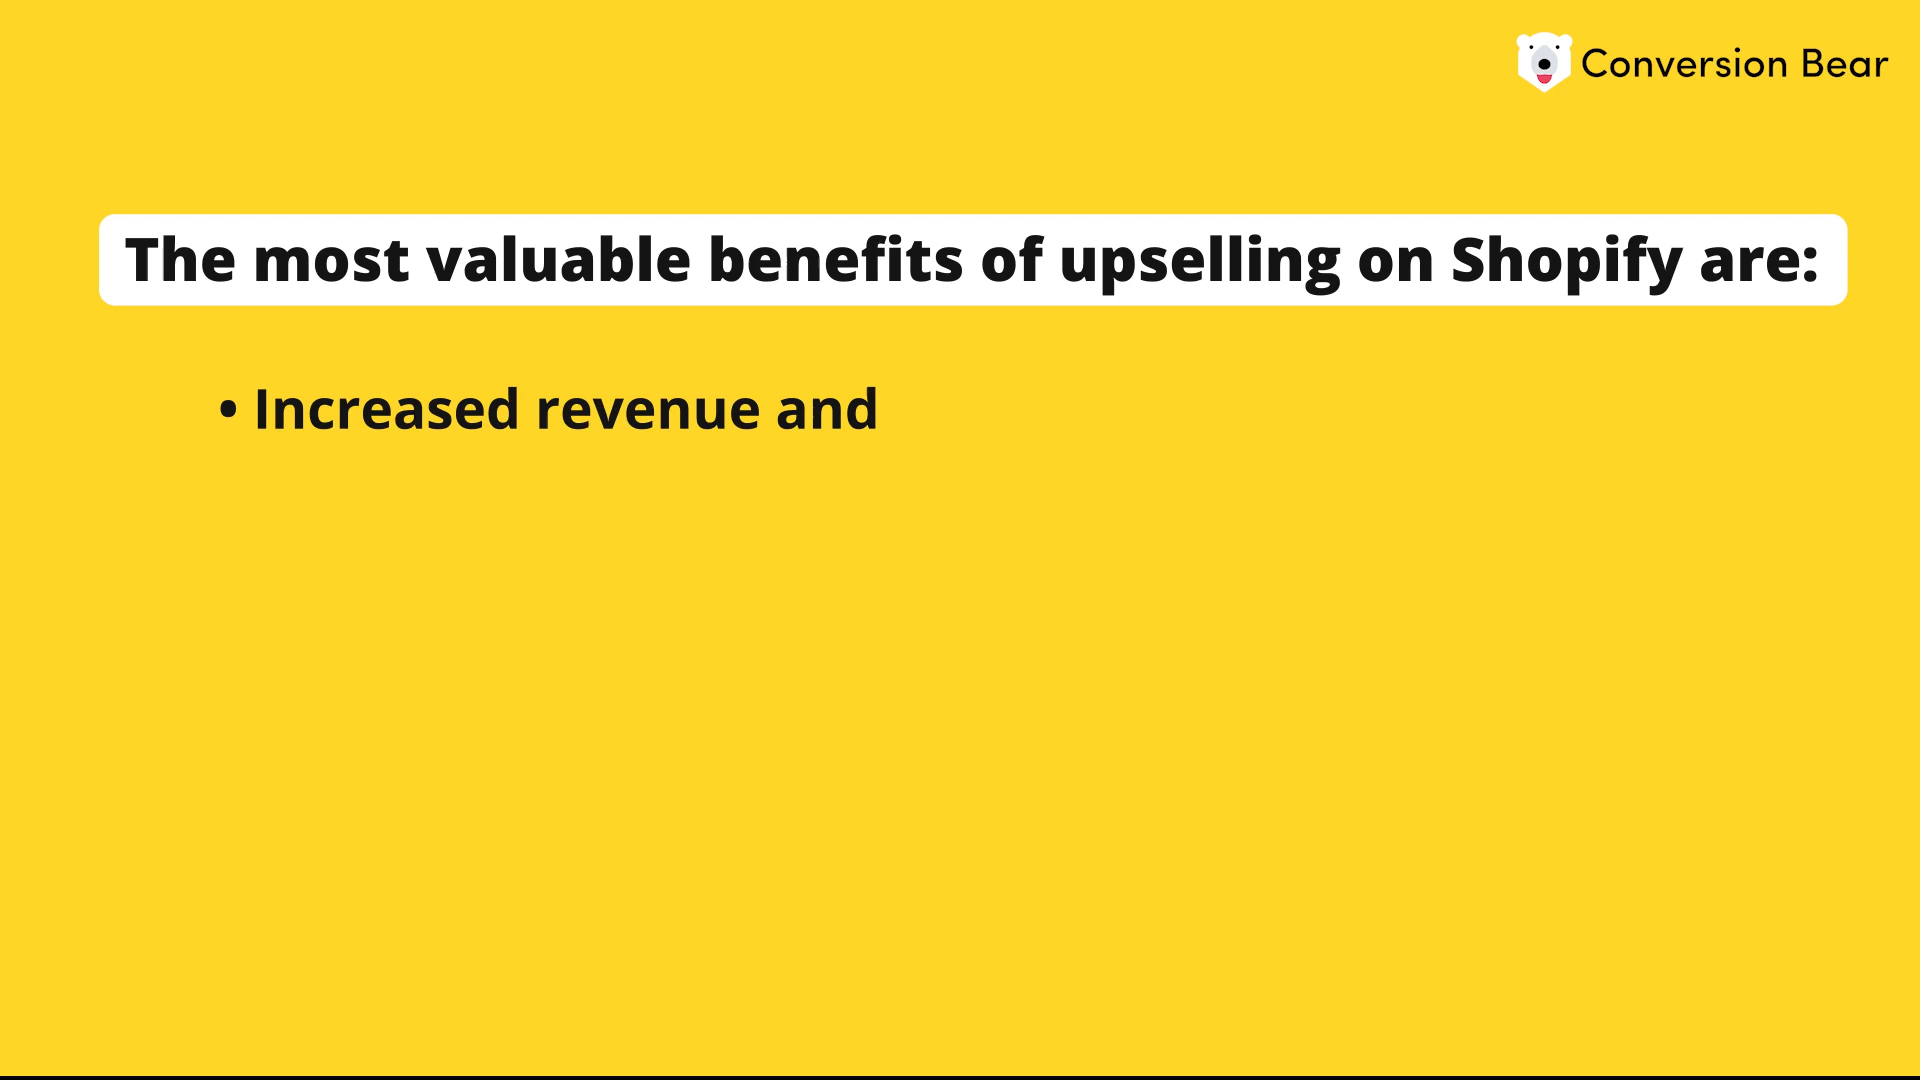 Conversion Bear
The most valuable benefits of upselling on Shopify are:
• Increased revenue and